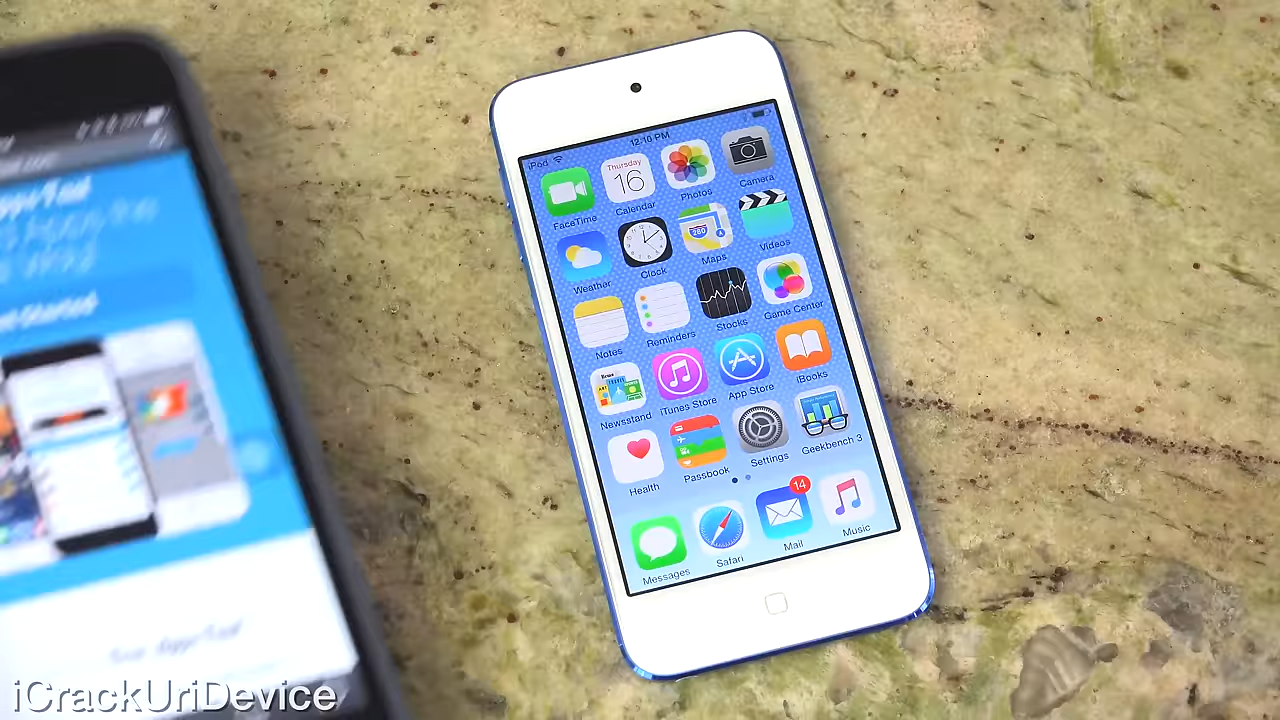 iPod
12:10 PM
FaceTime
Thursday
16
Calendar
Photos
Camera
Weather
Clock
280
Maps
Videos
Notes
Reminders
Stocks
Game Center
Newsstand
iTunes Store
App Store
iBooks
Health
Passbook
Settings
Geekbench 3
Messages
Safari
14
Mail
Music
iCrackUriDevice